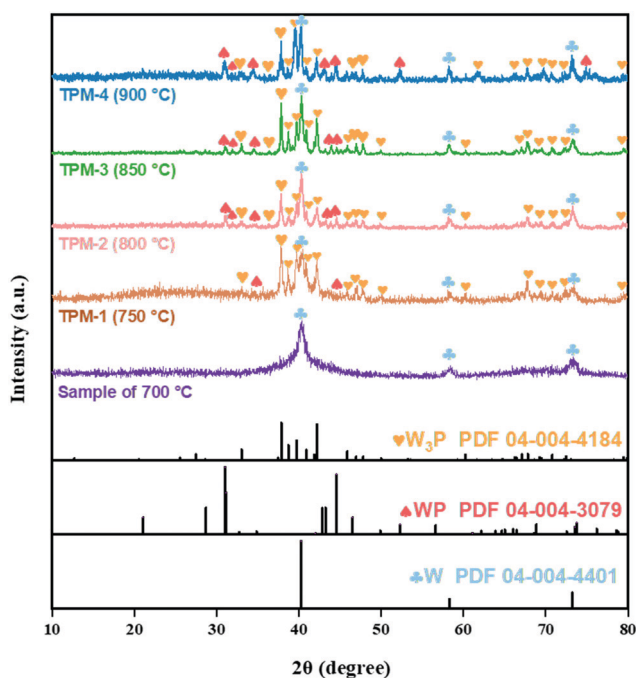 TPM-4 (900 °C)
TPM-3 (850 °C)
TPM-2 (800 °C)
TPM-1 (750 °C)
Sample of 700 °C
♥W₃P PDF 04-004-4184
♠WP PDF 04-004-3079
♣W PDF 04-004-4401
Intensity (a.u.)
10 20 30 40 50 60 70 80
2θ (degree)